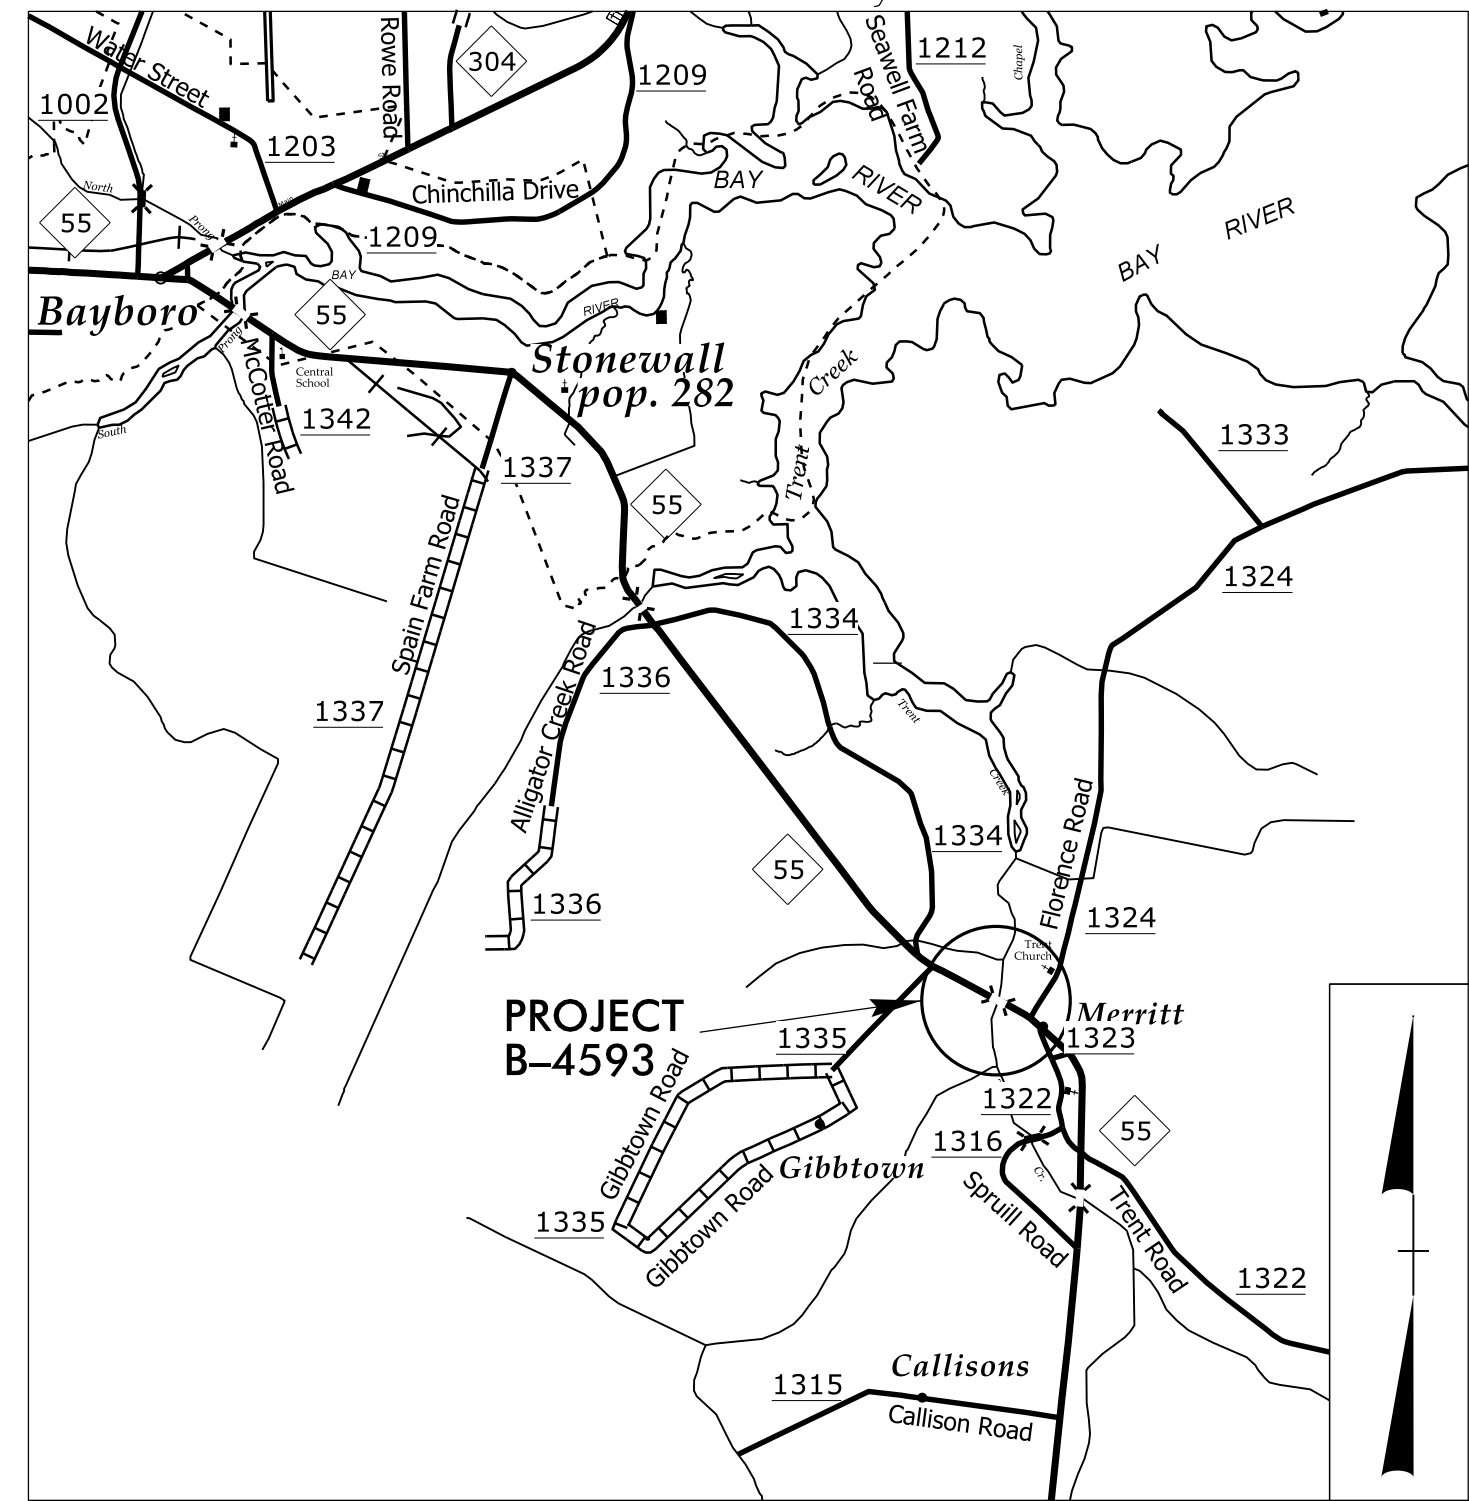 Water Street
Rowe Road
304
1209
Seawell Farm
Road
1212
Chapel
1002
1203
North
55
Prong
Main
Chinchilla Drive
1209
BAY
RIVER
BAY
RIVER
BAY
RIVER
Bayboro
55
Prong
South
McCotter Road
Central
School
1342
Stonewall
pop. 282
Creek
Trent
1337
55
1333
1324
Spain Farm Road
1337
Alligator Creek Road
1336
1334
Trent
Creek
1336
55
1334
Florence Road
1324
Trent
Church
PROJECT
B–4593
1335
Merritt
1323
1322
1316
55
Gibbtown Road
Gibbtown
Cr.
Spruill Road
Trent Road
1335
Gibbtown Road
1322
Callisons
1315
Callison Road